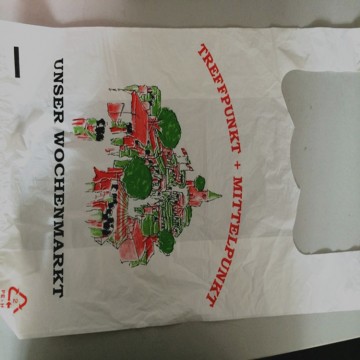 TREFFPUNKT + MITTELPUNKT
UNSER WOCHENMARKT